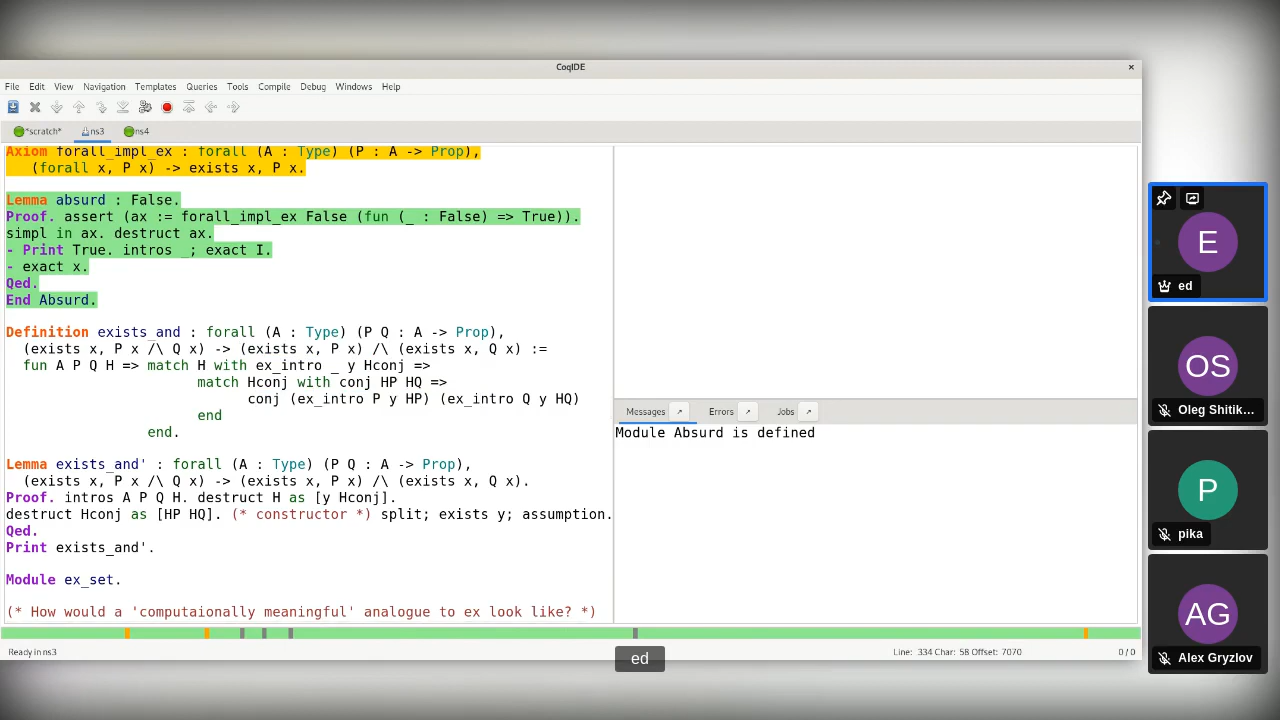 CoqIDE
×
File Edit View Navigation Templates Queries Tools Compile Debug Windows Help
*scratch* ns3 ns4
Axiom forall_impl_ex : forall (A : Type) (P : A -> Prop),
(forall x, P x) -> exists x, P x.
Lemma absurd : False.
Proof. assert (ax := forall_impl_ex False (fun (_ : False) => True)).
simpl in ax. destruct ax.
- Print True. intros _; exact I.
- exact x.
Qed.
End Absurd.
Definition exists_and : forall (A : Type) (P Q : A -> Prop),
(exists x, P x /\ Q x) -> (exists x, P x) /\ (exists x, Q x) :=
fun A P Q H => match H with ex_intro _ y Hconj =>
match Hconj with conj HP HQ =>
conj (ex_intro P y HP) (ex_intro Q y HQ)
end
end.
Lemma exists_and' : forall (A : Type) (P Q : A -> Prop),
(exists x, P x /\ Q x) -> (exists x, P x) /\ (exists x, Q x).
Proof. intros A P Q H. destruct H as [y Hconj].
destruct Hconj as [HP HQ]. (* constructor *) split; exists y; assumption.
Qed.
Print exists_and'.
Module ex_set.
(* How would a 'computaionally meaningful' analogue to ex look like? *)
Messages Errors Jobs
Module Absurd is defined
Ready in ns3
Line: 334 Char: 58 Offset: 7070
0 / 0
ed
E
ed
OS
Oleg Shitik...
P
pika
AG
Alex Gryzlov